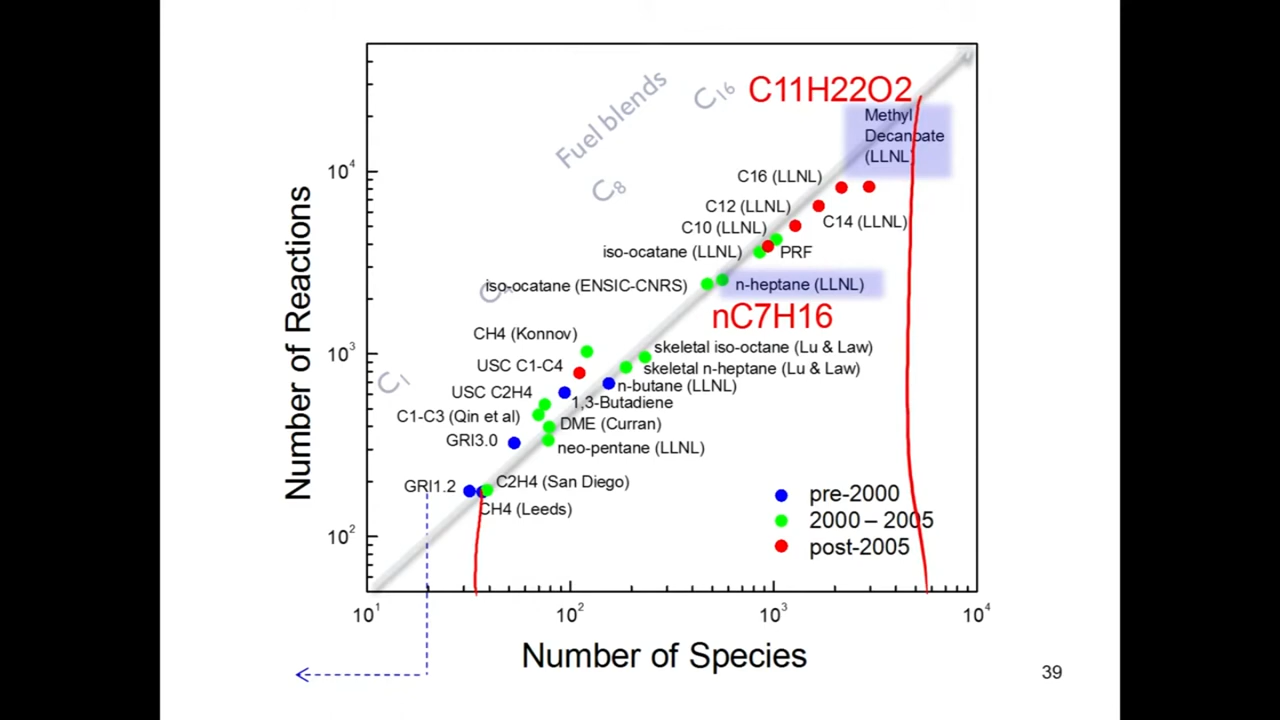 C11H22O2
C16
Fuel blends
Methyl
Decanoate
(LLNL)
10⁴
C16 (LLNL)
C8
C12 (LLNL)
C14 (LLNL)
C10 (LLNL)
iso-ocatane (LLNL)
PRF
iso-ocatane (ENSIC-CNRS)
n-heptane (LLNL)
nC7H16
CH4 (Konnov)
10³
skeletal iso-octane (Lu & Law)
USC C1-C4
skeletal n-heptane (Lu & Law)
C1
n-butane (LLNL)
USC C2H4
1,3-Butadiene
C1-C3 (Qin et al)
DME (Curran)
GRI3.0
neo-pentane (LLNL)
GRI1.2
C2H4 (San Diego)
CH4 (Leeds)
pre-2000
2000 – 2005
post-2005
10²
Number of Reactions
10¹
10²
10³
10⁴
Number of Species
39